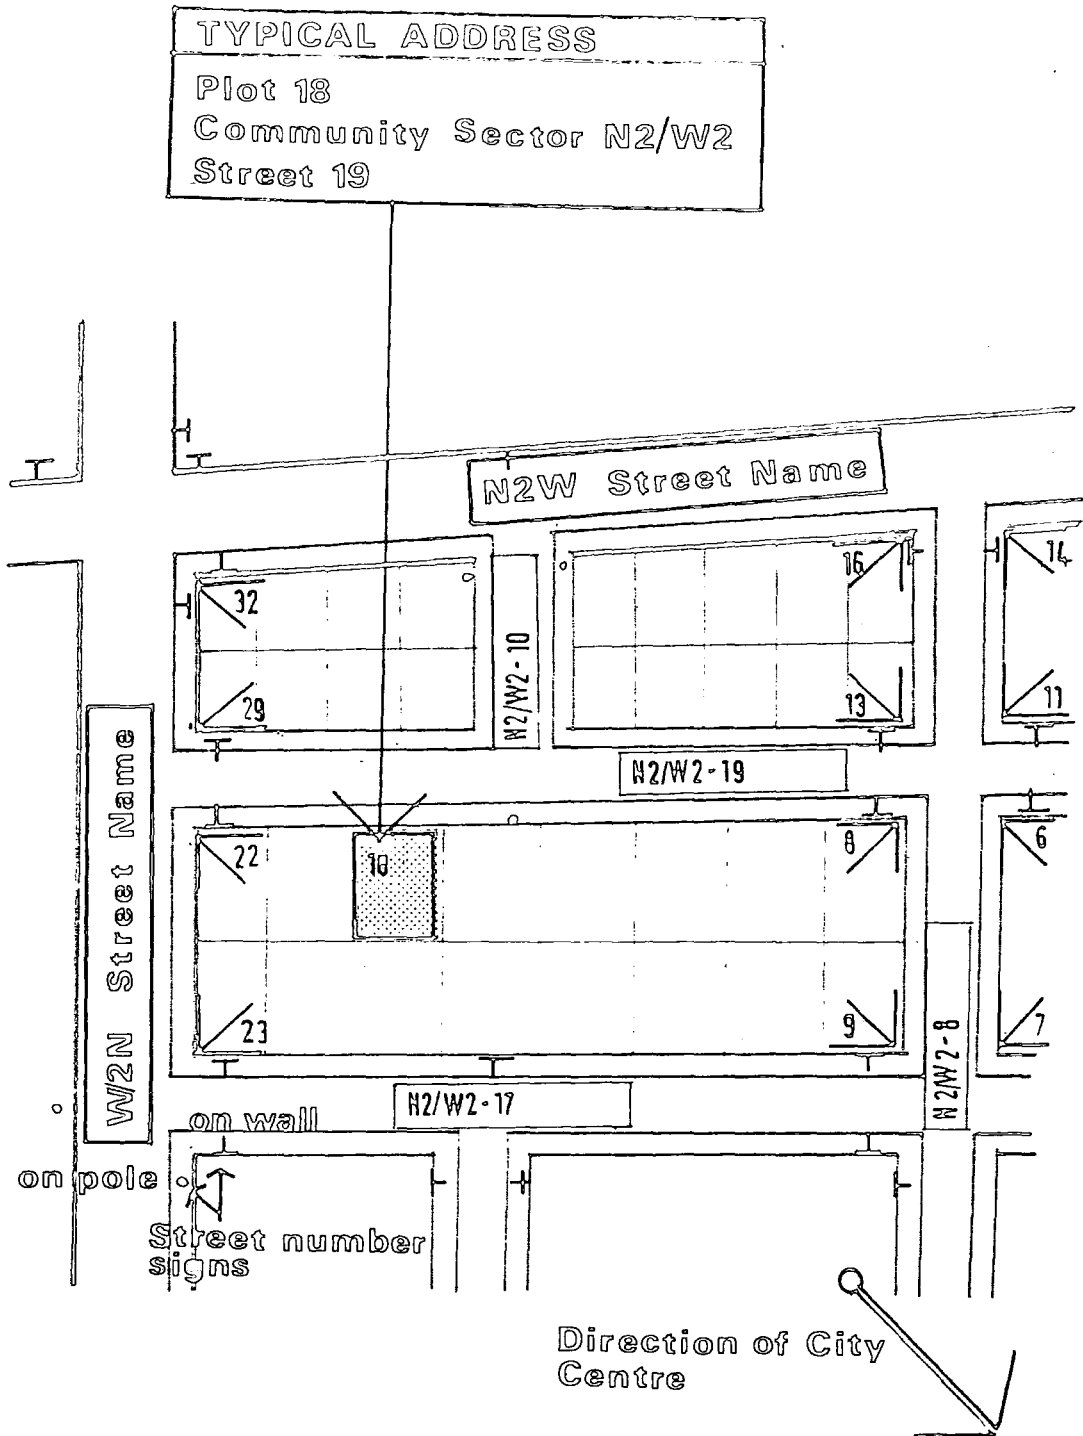 TYPICAL ADDRESS
Plot 18
Community Sector N2/W2
Street 19
N2W Street Name
16
14
32
N2/W2-10
29
13
11
N2/W2-19
W/2N Street Name
22
18
8
6
23
9
7
N2/W2-8
N2/W2-17
on wall
on pole
Street number
signs
Direction of City
Centre